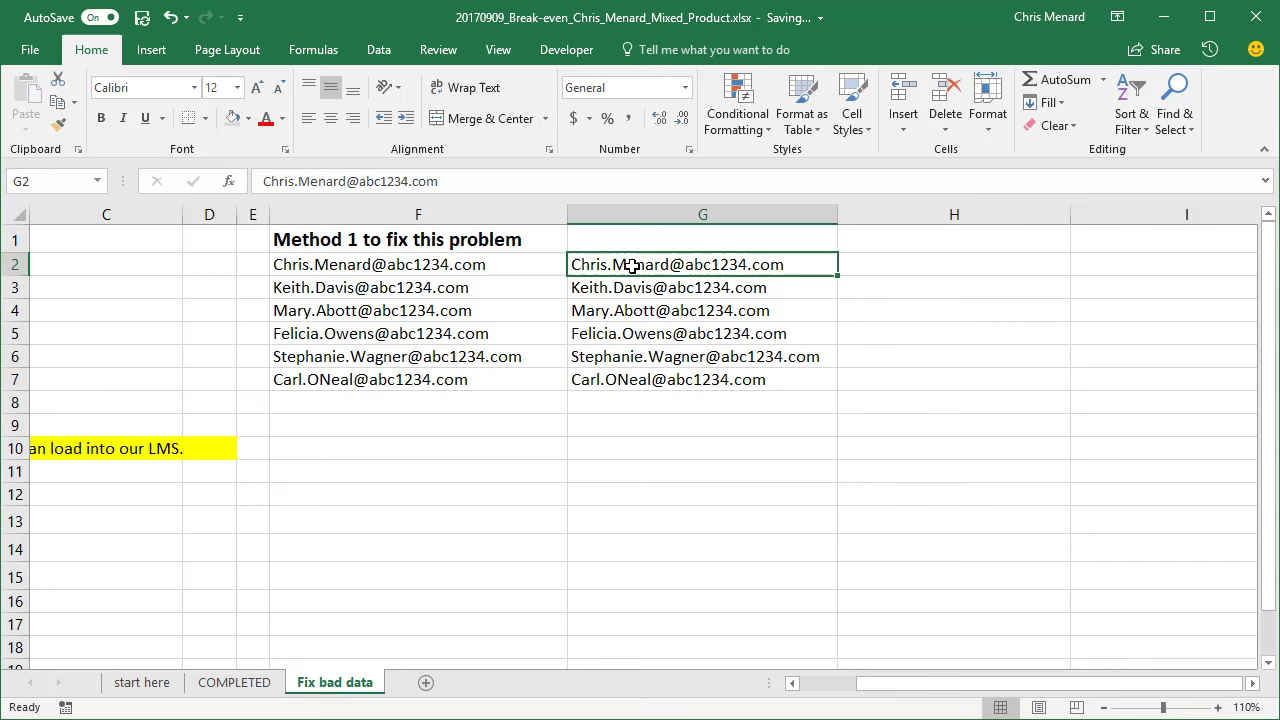 AutoSave On 20170909_Break-even_Chris_Menard_Mixed_Product.xlsx - Saving... Chris Menard
File Home Insert Page Layout Formulas Data Review View Developer Tell me what you want to do Share
Calibri 12 A A Wrap Text General
Paste B I U A Merge & Center $ % , Conditional Formatting Format as Table Cell Styles Insert Delete Format AutoSum Fill Clear Sort & Filter Find & Select
Clipboard Font Alignment Number Styles Cells Editing
G2 fx Chris.Menard@abc1234.com
C D E F G H I
1 Method 1 to fix this problem
2 Chris.Menard@abc1234.com Chris.Menard@abc1234.com
3 Keith.Davis@abc1234.com Keith.Davis@abc1234.com
4 Mary.Abott@abc1234.com Mary.Abott@abc1234.com
5 Felicia.Owens@abc1234.com Felicia.Owens@abc1234.com
6 Stephanie.Wagner@abc1234.com Stephanie.Wagner@abc1234.com
7 Carl.ONeal@abc1234.com Carl.ONeal@abc1234.com
8
9
10 an load into our LMS.
11
12
13
14
15
16
17
18
start here COMPLETED Fix bad data
Ready 110%